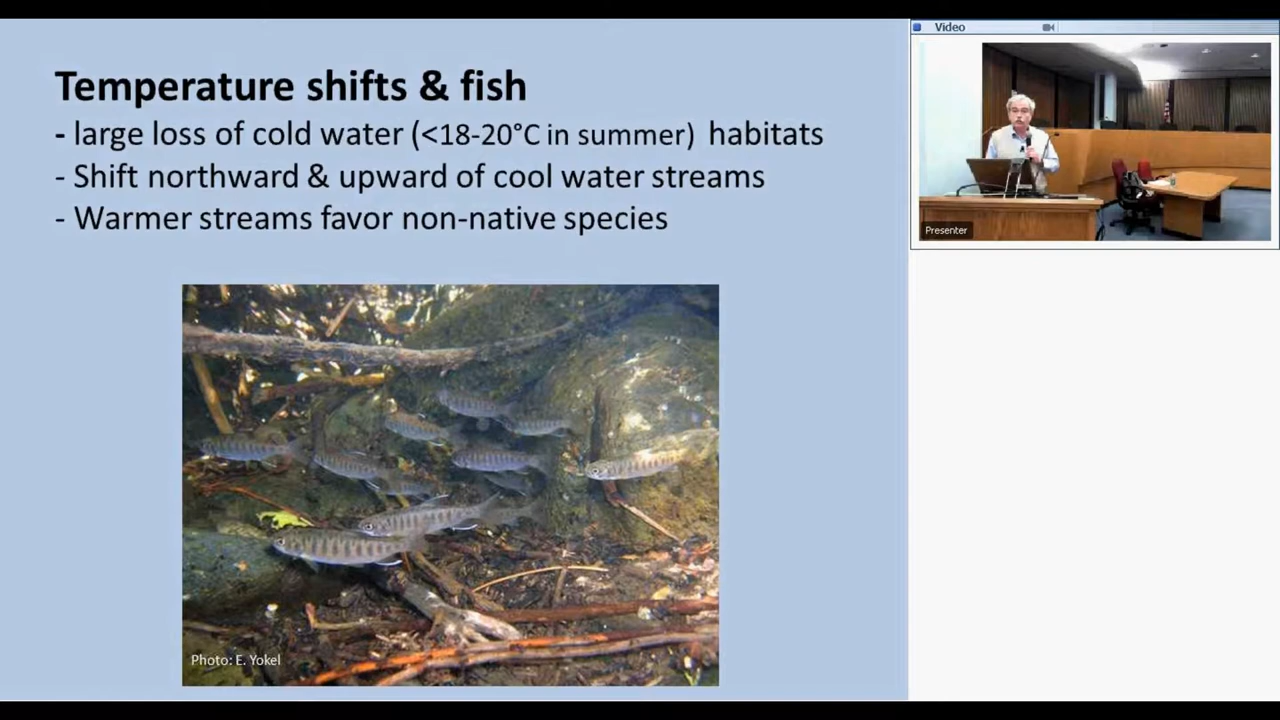 Temperature shifts & fish
- large loss of cold water (<18-20°C in summer) habitats
- Shift northward & upward of cool water streams
- Warmer streams favor non-native species
Photo: E. Yokel
Video
Presenter